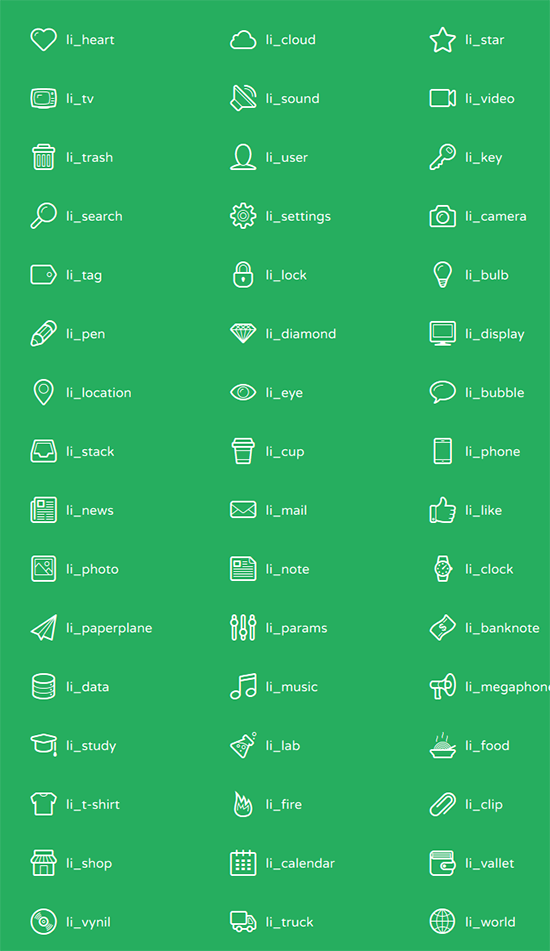 li_heart li_cloud li_star
li_tv li_sound li_video
li_trash li_user li_key
li_search li_settings li_camera
li_tag li_lock li_bulb
li_pen li_diamond li_display
li_location li_eye li_bubble
li_stack li_cup li_phone
li_news li_mail li_like
li_photo li_note li_clock
li_paperplane li_params li_banknote
li_data li_music li_megaphone
li_study li_lab li_food
li_t-shirt li_fire li_clip
li_shop li_calendar li_vallet
li_vynil li_truck li_world